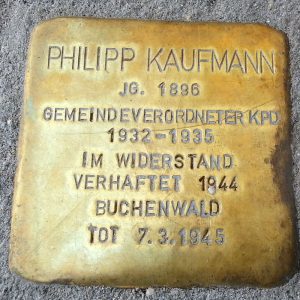 PHILIPP KAUFMANN
JG. 1896
GEMEINDEVERORDNETER KPD
1932-1935
IM WIDERSTAND
VERHAFTET 1944
BUCHENWALD
TOT 7.3.1945